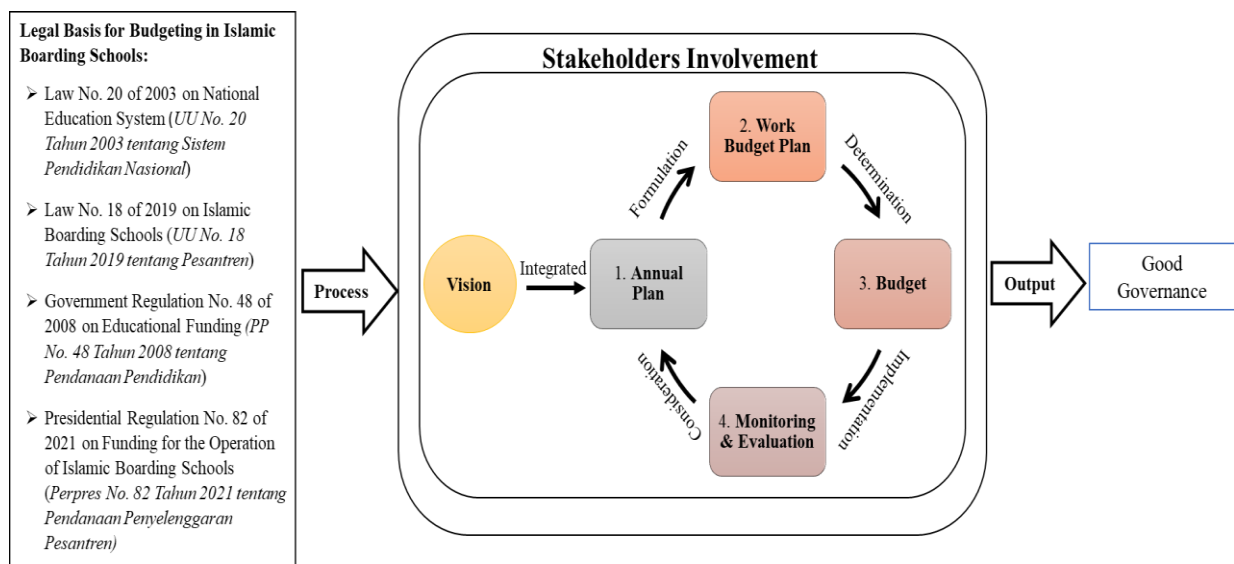 Legal Basis for Budgeting in Islamic
Boarding Schools:
➢ Law No. 20 of 2003 on National
Education System (UU No. 20
Tahun 2003 tentang Sistem
Pendidikan Nasional)
➢ Law No. 18 of 2019 on Islamic
Boarding Schools (UU No. 18
Tahun 2019 tentang Pesantren)
➢ Government Regulation No. 48 of
2008 on Educational Funding (PP
No. 48 Tahun 2008 tentang
Pendanaan Pendidikan)
➢ Presidential Regulation No. 82 of
2021 on Funding for the Operation
of Islamic Boarding Schools
(Perpres No. 82 Tahun 2021 tentang
Pendanaan Penyelenggaran
Pesantren)
Process
Stakeholders Involvement
Vision
Integrated
1. Annual
Plan
Formulation
2. Work
Budget Plan
Determination
3. Budget
Implementation
4. Monitoring
& Evaluation
Consideration
Output
Good
Governance